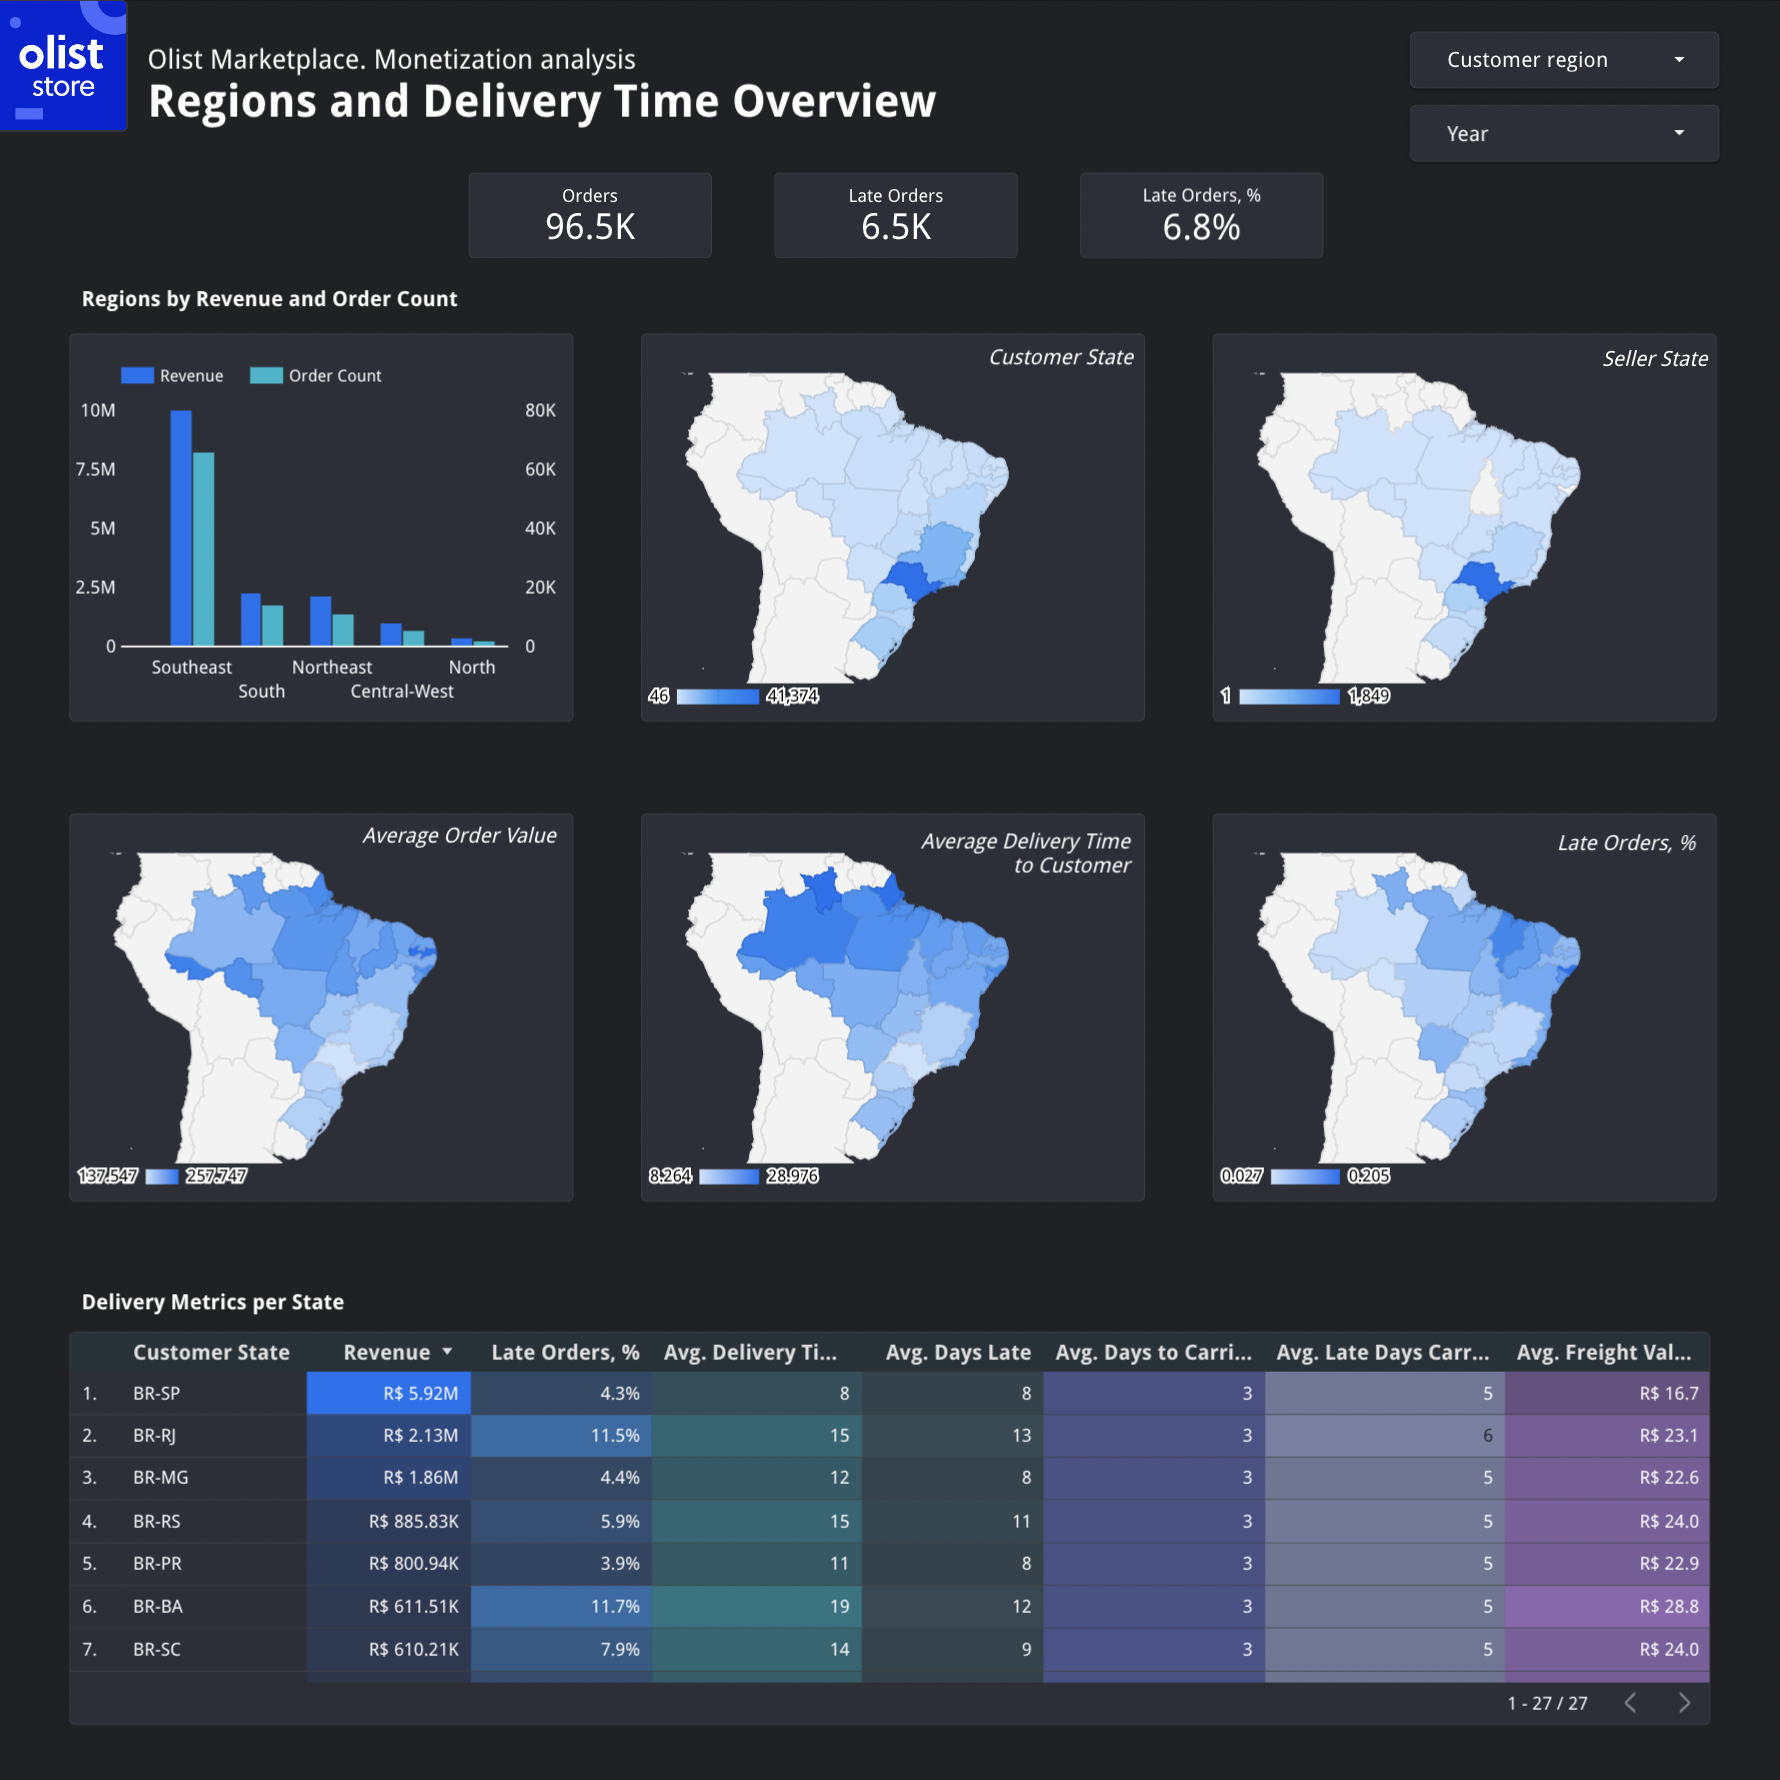 olist
store
Olist Marketplace. Monetization analysis
Regions and Delivery Time Overview
Customer region
Year
Orders
96.5K
Late Orders
6.5K
Late Orders, %
6.8%
Regions by Revenue and Order Count
Revenue Order Count
10M 80K
7.5M 60K
5M 40K
2.5M 20K
0 0
Southeast Northeast North
South Central-West
Customer State
46 41,374
Seller State
1 1,849
Average Order Value
137.547 257.747
Average Delivery Time
to Customer
8.264 28.976
Late Orders, %
0.027 0.205
Delivery Metrics per State
Customer State Revenue Late Orders, % Avg. Delivery Ti... Avg. Days Late Avg. Days to Carri... Avg. Late Days Carr... Avg. Freight Val...
1. BR-SP R$ 5.92M 4.3% 8 8 3 5 R$ 16.7
2. BR-RJ R$ 2.13M 11.5% 15 13 3 6 R$ 23.1
3. BR-MG R$ 1.86M 4.4% 12 8 3 5 R$ 22.6
4. BR-RS R$ 885.83K 5.9% 15 11 3 5 R$ 24.0
5. BR-PR R$ 800.94K 3.9% 11 8 3 5 R$ 22.9
6. BR-BA R$ 611.51K 11.7% 19 12 3 5 R$ 28.8
7. BR-SC R$ 610.21K 7.9% 14 9 3 5 R$ 24.0
1 - 27 / 27